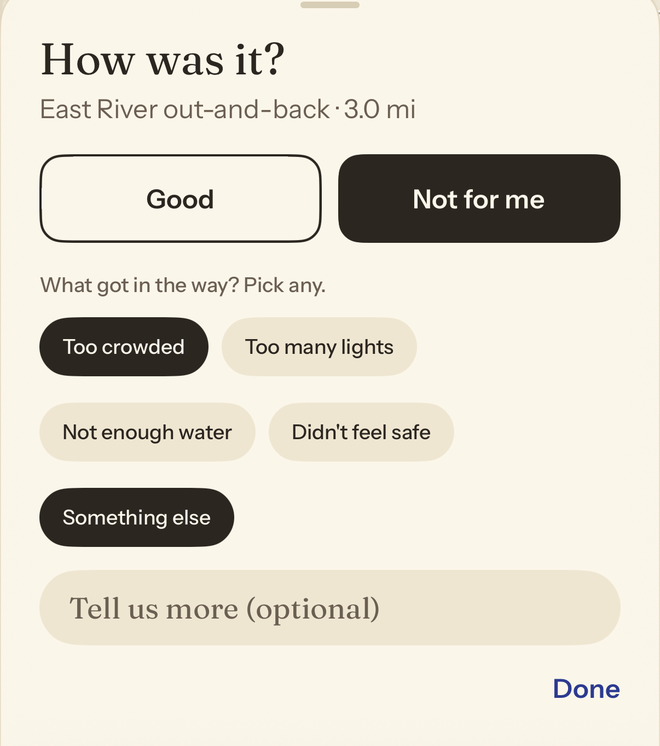 How was it?
East River out-and-back · 3.0 mi
Good Not for me
What got in the way? Pick any.
Too crowded Too many lights
Not enough water Didn't feel safe
Something else
Tell us more (optional)
Done